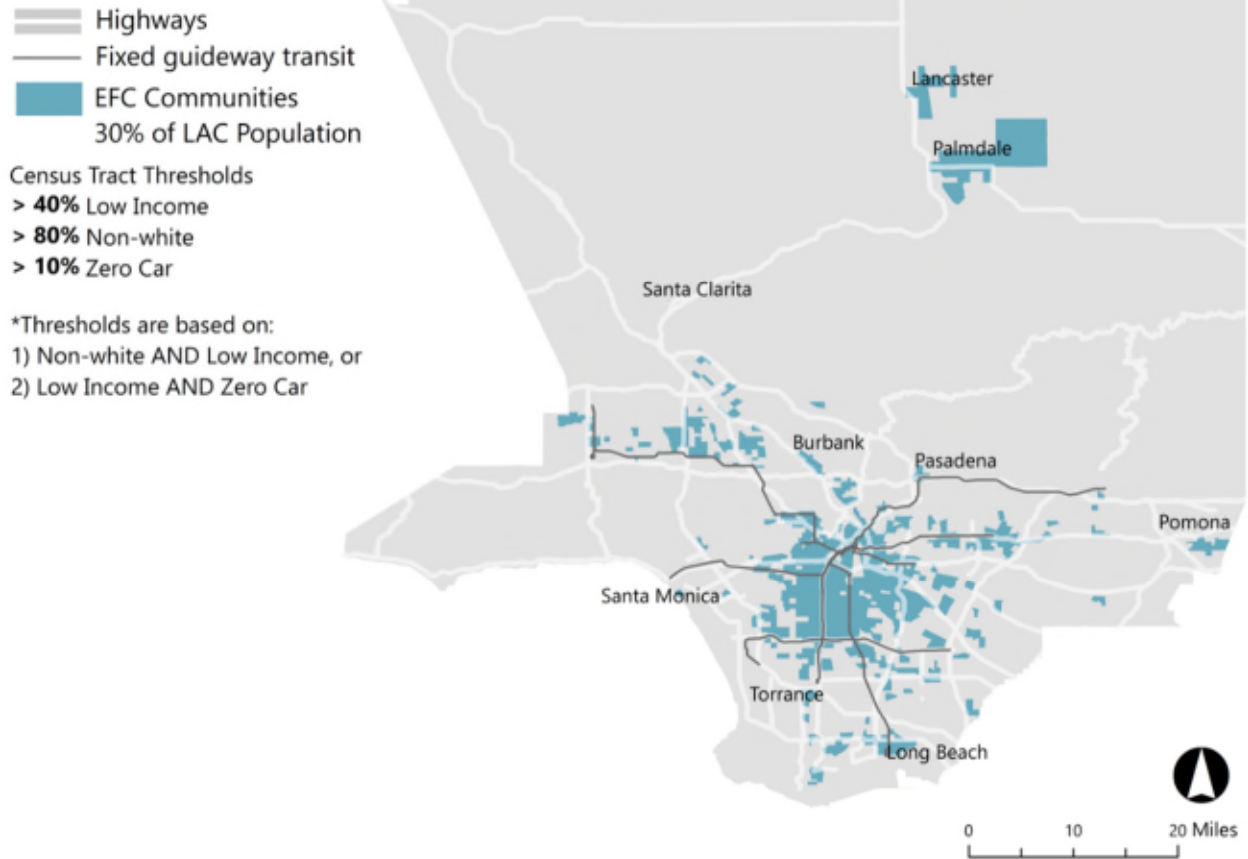 Highways
Fixed guideway transit
EFC Communities
30% of LAC Population
Census Tract Thresholds
> 40% Low Income
> 80% Non-white
> 10% Zero Car
*Thresholds are based on:
1) Non-white AND Low Income, or
2) Low Income AND Zero Car
Lancaster
Palmdale
Santa Clarita
Burbank
Pasadena
Pomona
Santa Monica
Torrance
Long Beach
0 10 20 Miles